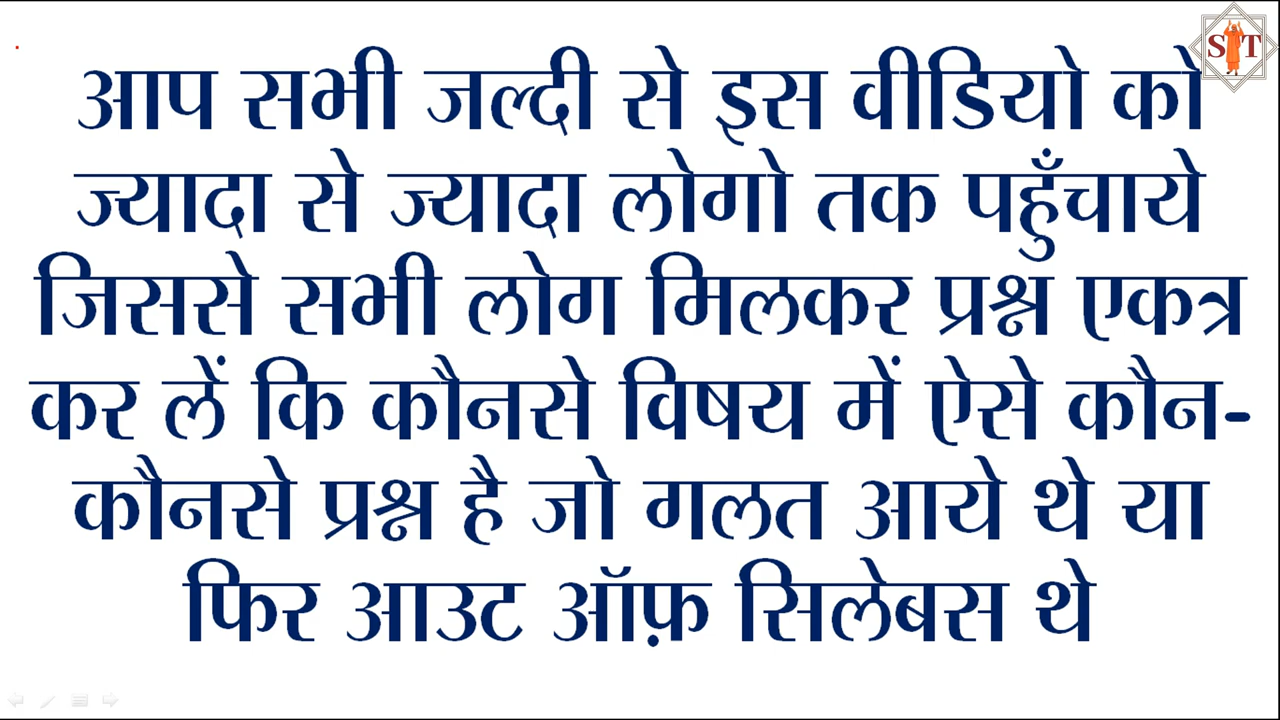 S T
आप सभी जल्दी से इस वीडियो को
ज्यादा से ज्यादा लोगो तक पहुँचाये
जिससे सभी लोग मिलकर प्रश्न एकत्र
कर लें कि कौनसे विषय में ऐसे कौन-
कौनसे प्रश्न है जो गलत आये थे या
फिर आउट ऑफ़ सिलेबस थे